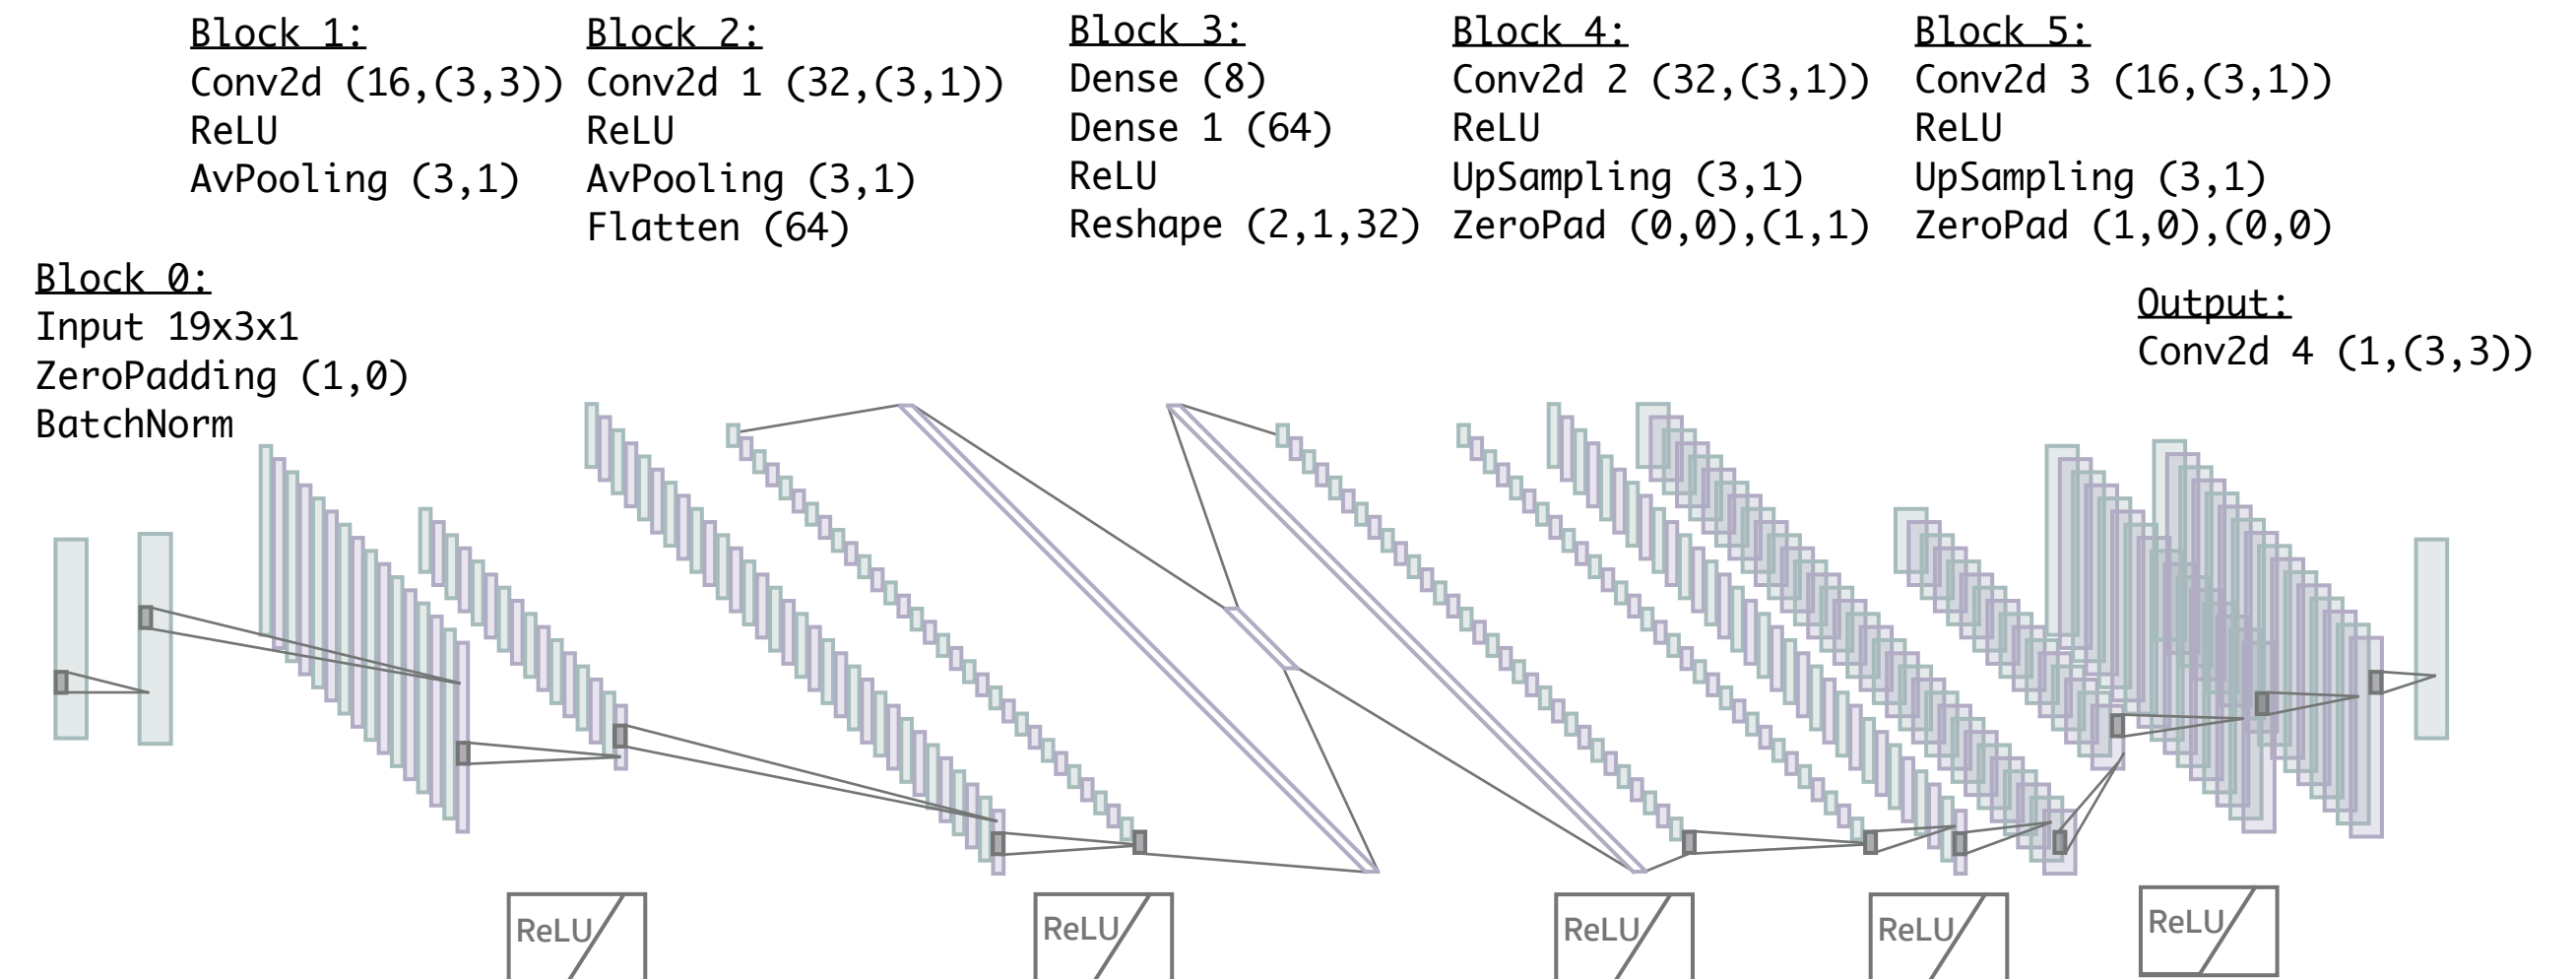 Block 1:
Conv2d (16,(3,3))
ReLU
AvPooling (3,1)
Block 2:
Conv2d 1 (32,(3,1))
ReLU
AvPooling (3,1)
Flatten (64)
Block 3:
Dense (8)
Dense 1 (64)
ReLU
Reshape (2,1,32)
Block 4:
Conv2d 2 (32,(3,1))
ReLU
UpSampling (3,1)
ZeroPad (0,0),(1,1)
Block 5:
Conv2d 3 (16,(3,1))
ReLU
UpSampling (3,1)
ZeroPad (1,0),(0,0)
Block 0:
Input 19x3x1
ZeroPadding (1,0)
BatchNorm
Output:
Conv2d 4 (1,(3,3))
ReLU
ReLU
ReLU
ReLU
ReLU